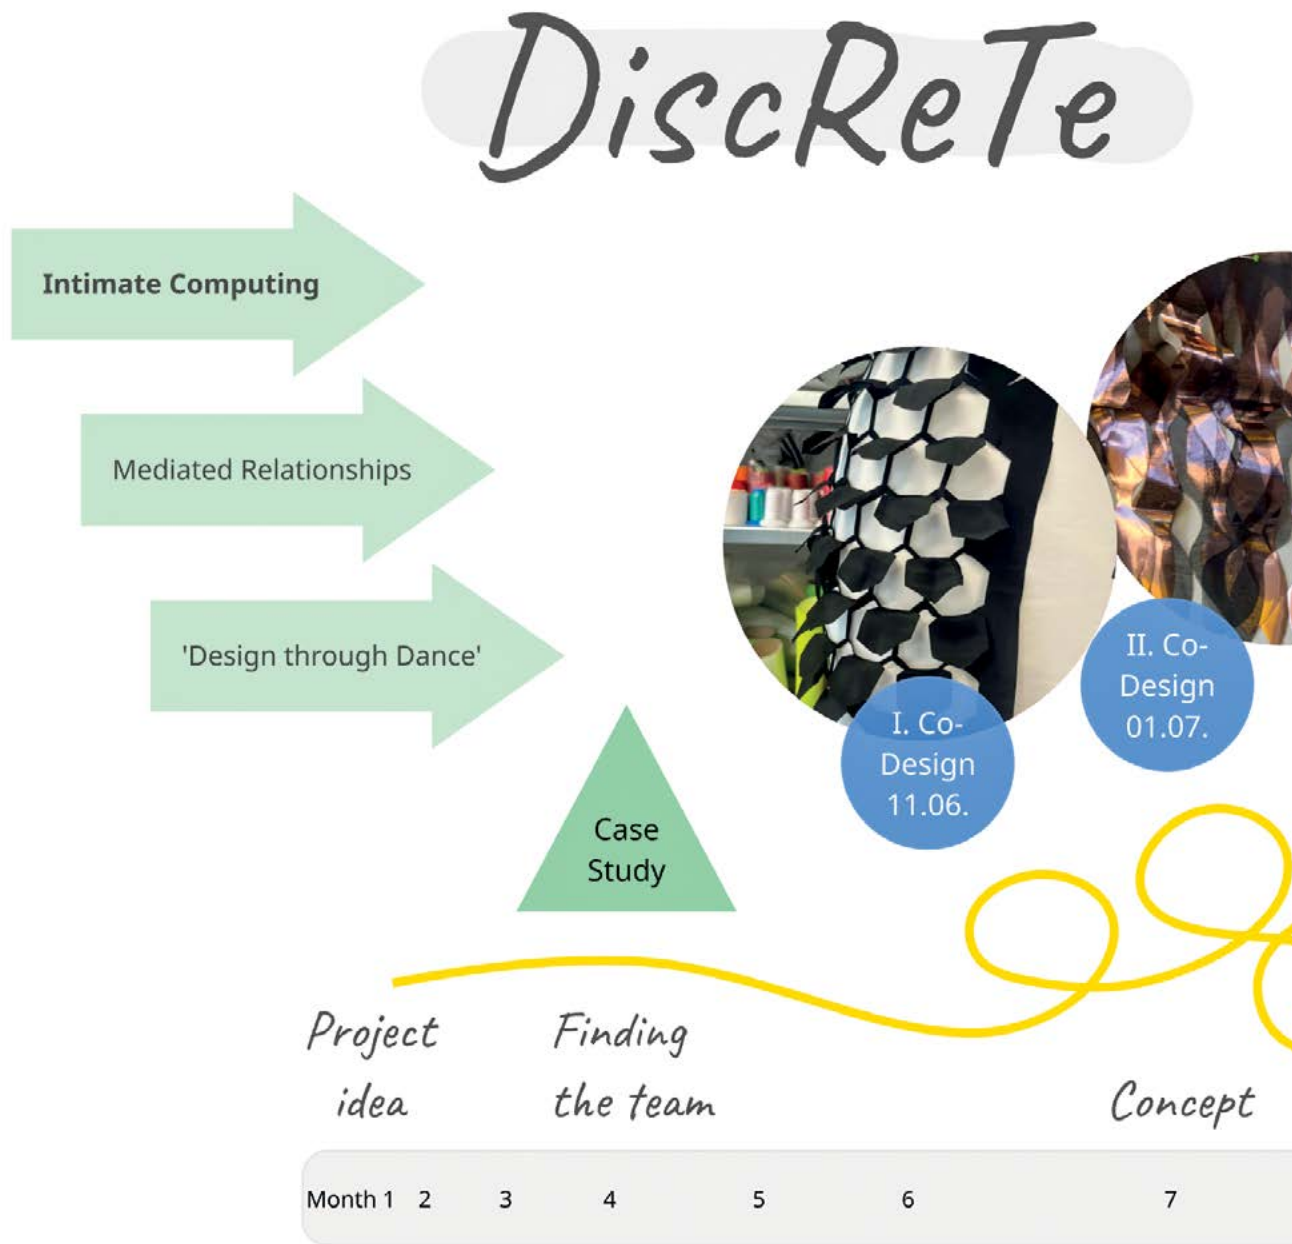 DiscReTe
Intimate Computing
Mediated Relationships
'Design through Dance'
II. Co-
Design
01.07.
I. Co-
Design
11.06.
Case
Study
Project
idea
Finding
the team
Concept
Month 1 2 3 4 5 6 7